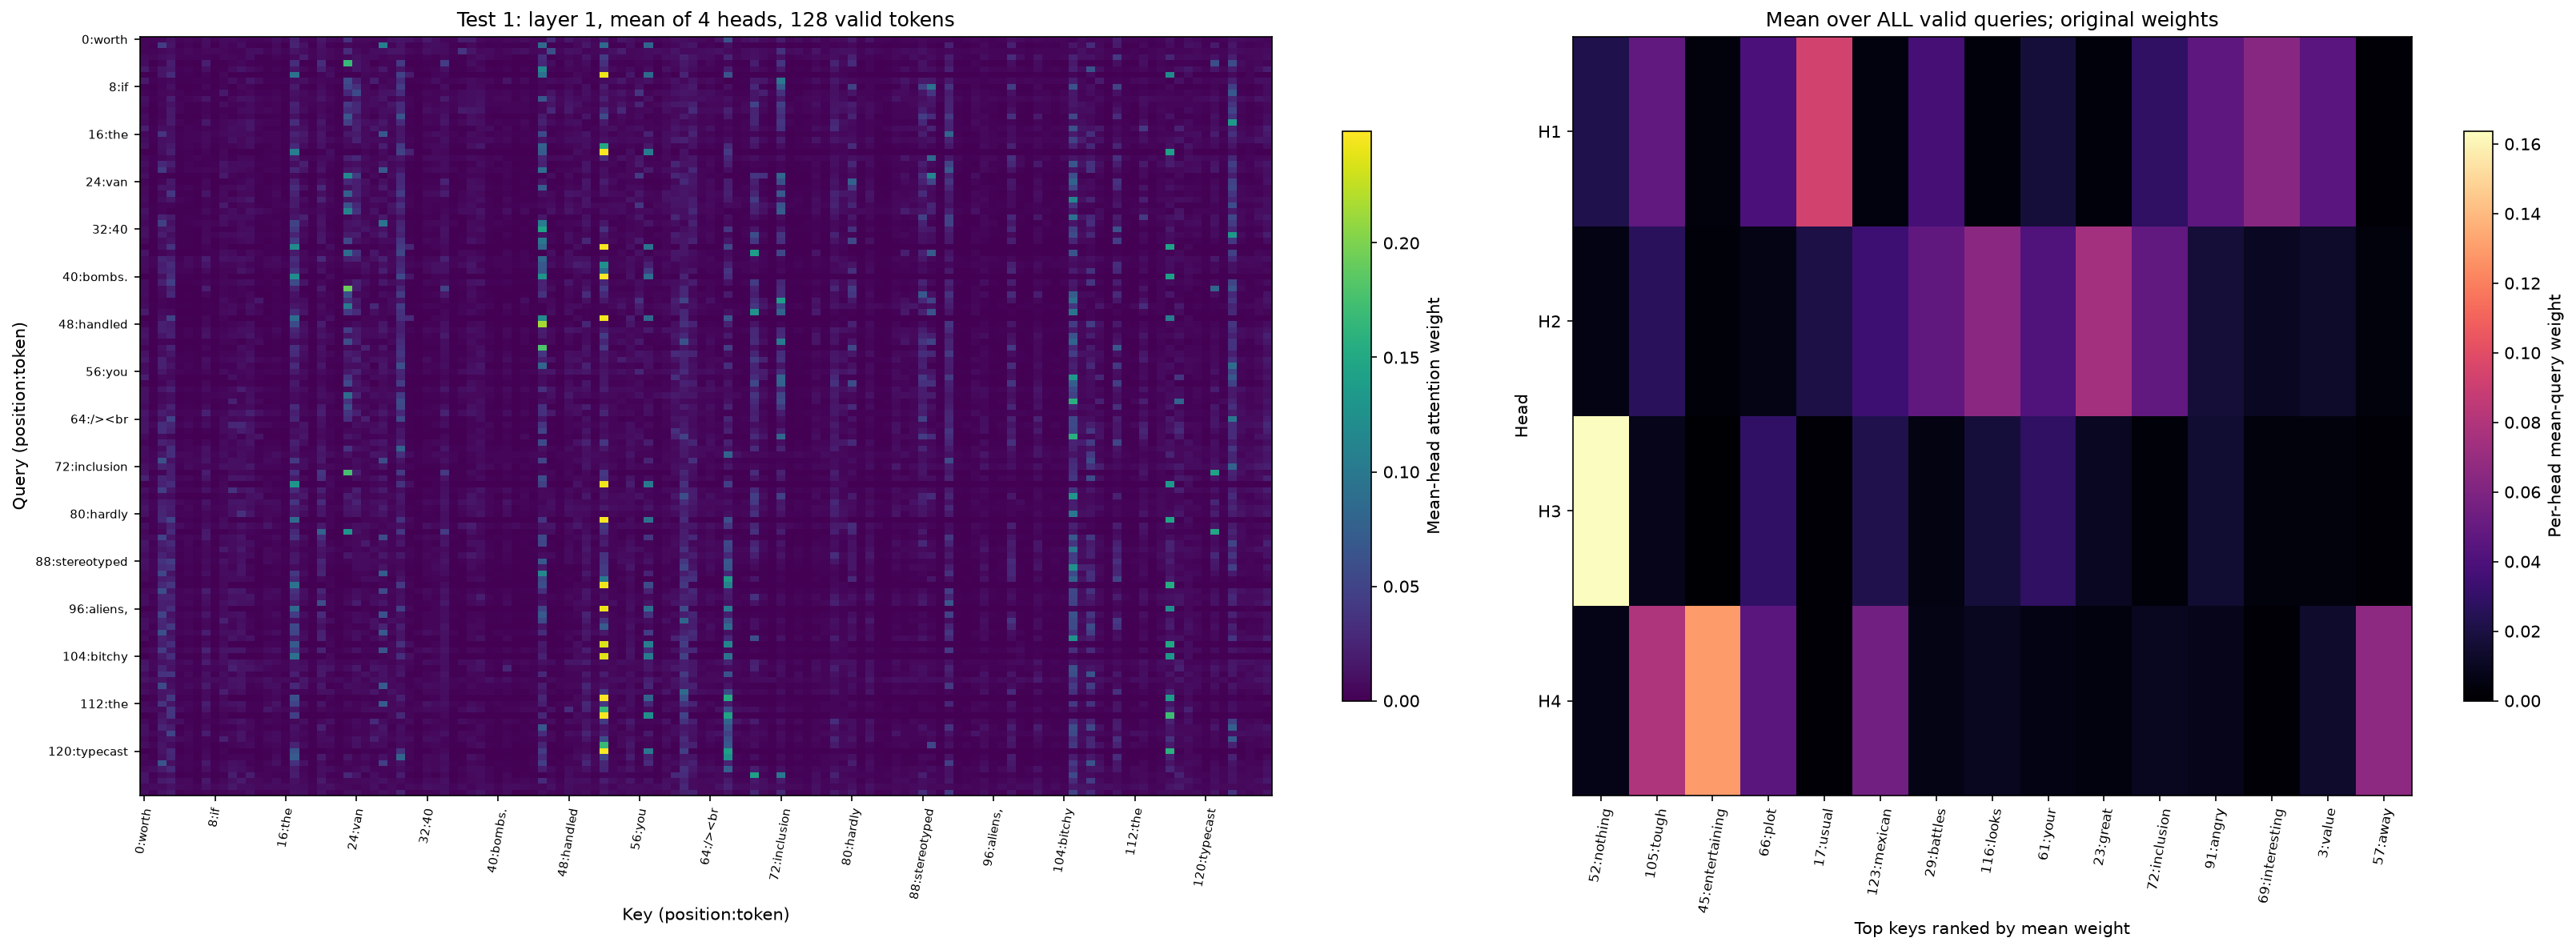 Test 1: layer 1, mean of 4 heads, 128 valid tokens
Query (position:token)
0:worth
8:if
16:the
24:van
32:40
40:bombs.
48:handled
56:you
64:/><br
72:inclusion
80:hardly
88:stereotyped
96:aliens,
104:bitchy
112:the
120:typecast
0:worth
8:if
16:the
24:van
32:40
40:bombs.
48:handled
56:you
64:/><br
72:inclusion
80:hardly
88:stereotyped
96:aliens,
104:bitchy
112:the
120:typecast
Key (position:token)
0.20
0.15
0.10
0.05
0.00
Mean-head attention weight
Mean over ALL valid queries; original weights
Head
H1
H2
H3
H4
52:nothing
105:tough
45:entertaining
66:plot
17:usual
123:mexican
29:battles
116:looks
61:your
23:great
72:inclusion
91:angry
69:interesting
3:value
57:away
Top keys ranked by mean weight
0.16
0.14
0.12
0.10
0.08
0.06
0.04
0.02
0.00
Per-head mean-query weight